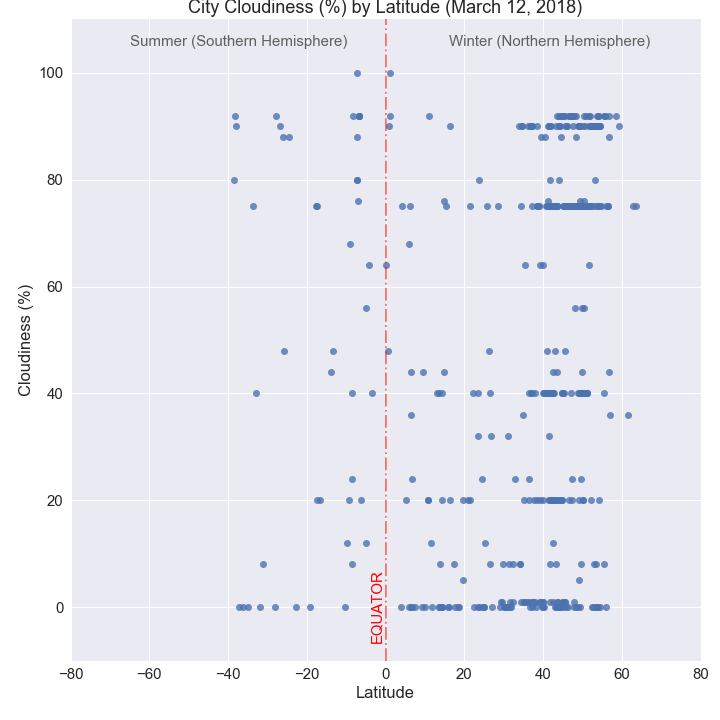 City Cloudiness (%) by Latitude (March 12, 2018)
Summer (Southern Hemisphere)
Winter (Northern Hemisphere)
100
80
60
40
20
0
Cloudiness (%)
EQUATOR
−80
−60
−40
−20
0
20
40
60
80
Latitude